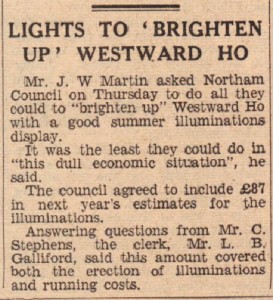 LIGHTS TO ‘BRIGHTEN
UP’ WESTWARD HO
Mr. J. W Martin asked Northam
Council on Thursday to do all they
could to “brighten up” Westward Ho
with a good summer illuminations
display.
It was the least they could do in
“this dull economic situation”, he
said.
The council agreed to include £37
in next year's estimates for the
illuminations.
Answering questions from Mr. C.
Stephens, the clerk, Mr. L. B.
Galliford, said this amount covered
both the erection of illuminations
and running costs.